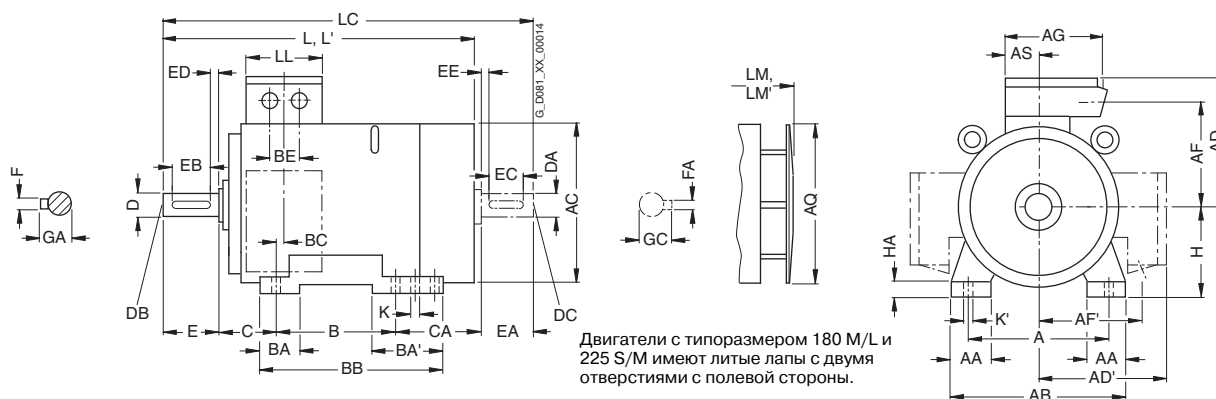 LC
L, L'
LL
ED
EE
G_D081_XX_00014
LM,
LM'
AG
AS
AD
AF
F
EB
BE
D
GA
BC
DA
EC
AC
FA
GC
AQ
HA
H
DB
DC
K
E
C
B
CA
EA
BA
BA'
BB
Двигатели с типоразмером 180 M/L и
225 S/M имеют литые лапы с двумя
отверстиями с полевой стороны.
K'
A
AF'
AA
AA
AD'
AB